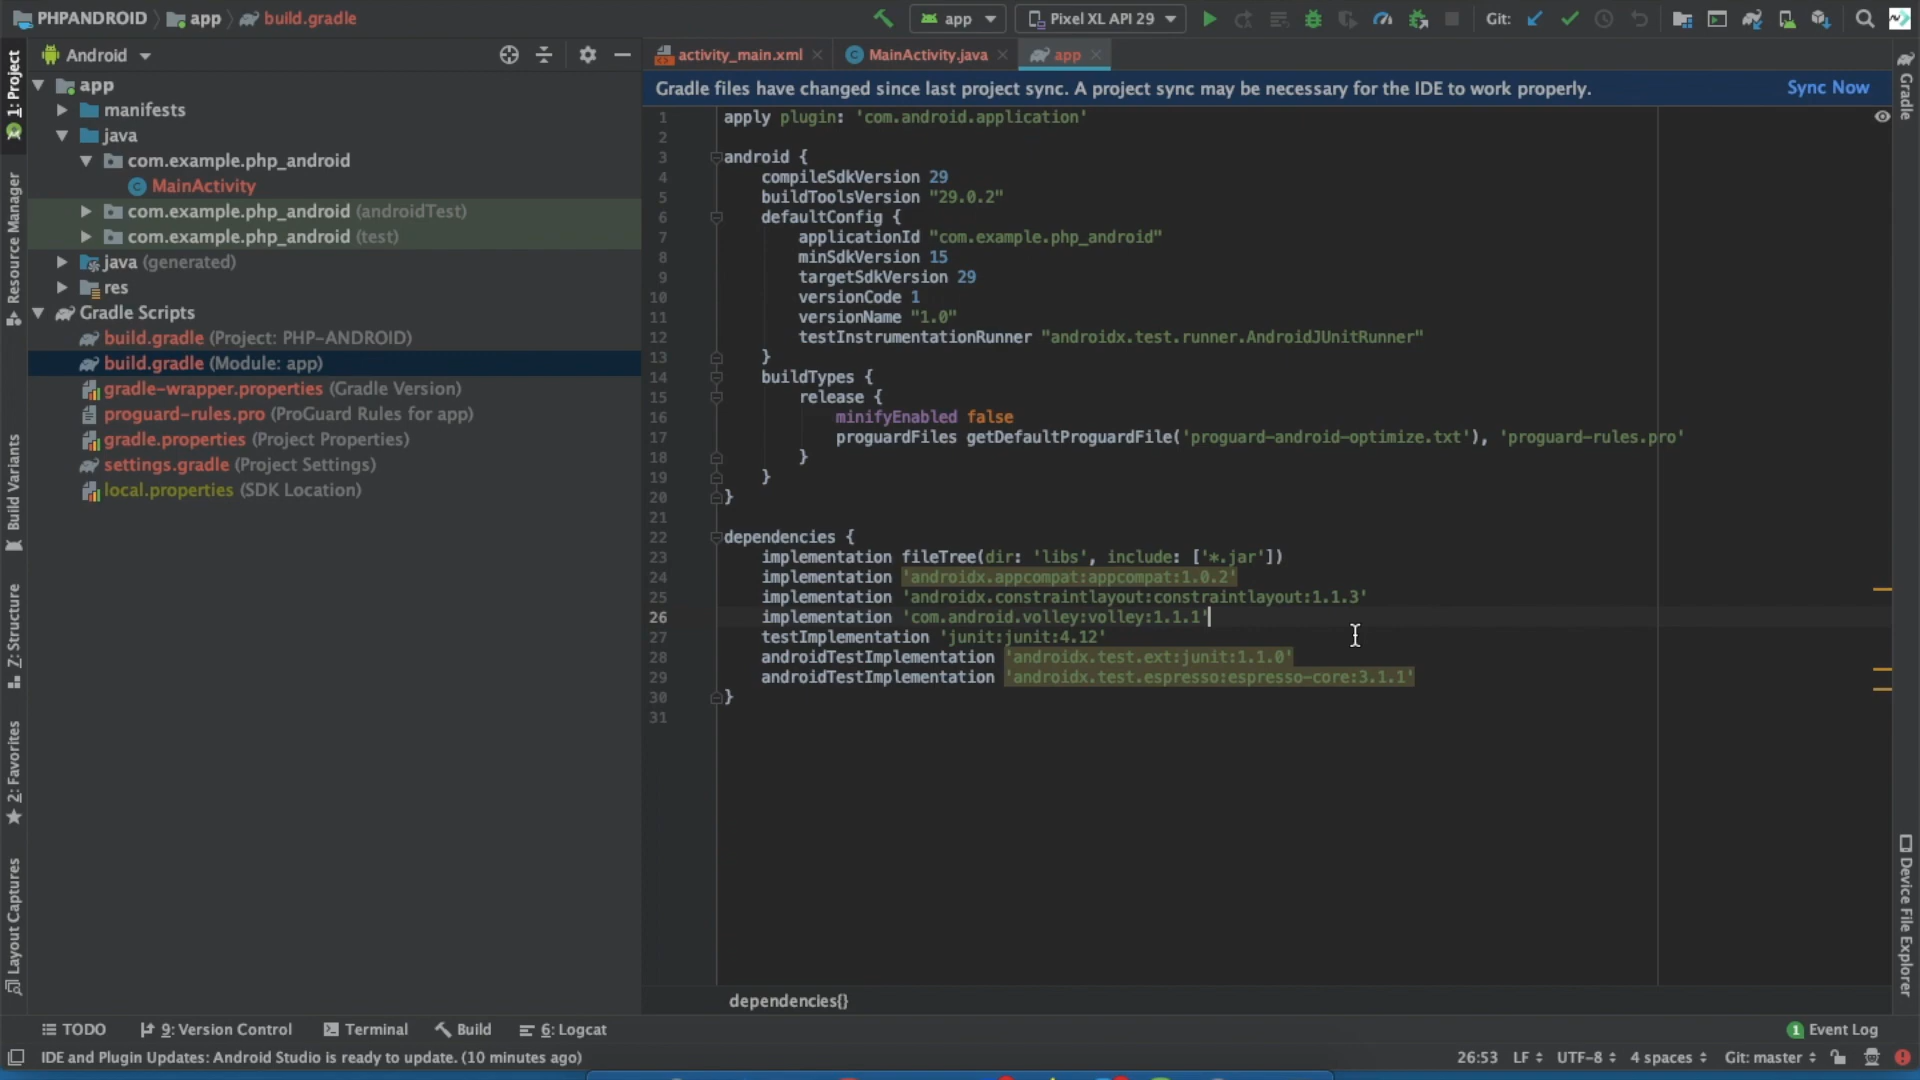 PHPANDROID app build.gradle
app Pixel XL API 29 Git:
1: Project
Resource Manager
Build Variants
Z: Structure
2: Favorites
Layout Captures
Android
app
manifests
java
com.example.php_android
MainActivity
com.example.php_android (androidTest)
com.example.php_android (test)
java (generated)
res
Gradle Scripts
build.gradle (Project: PHP-ANDROID)
build.gradle (Module: app)
gradle-wrapper.properties (Gradle Version)
proguard-rules.pro (ProGuard Rules for app)
gradle.properties (Project Properties)
settings.gradle (Project Settings)
local.properties (SDK Location)
activity_main.xml MainActivity.java app
Gradle files have changed since last project sync. A project sync may be necessary for the IDE to work properly. Sync Now
1 apply plugin: 'com.android.application'
2
3 android {
4 compileSdkVersion 29
5 buildToolsVersion "29.0.2"
6 defaultConfig {
7 applicationId "com.example.php_android"
8 minSdkVersion 15
9 targetSdkVersion 29
10 versionCode 1
11 versionName "1.0"
12 testInstrumentationRunner "androidx.test.runner.AndroidJUnitRunner"
13 }
14 buildTypes {
15 release {
16 minifyEnabled false
17 proguardFiles getDefaultProguardFile('proguard-android-optimize.txt'), 'proguard-rules.pro'
18 }
19 }
20 }
21
22 dependencies {
23 implementation fileTree(dir: 'libs', include: ['*.jar'])
24 implementation 'androidx.appcompat:appcompat:1.0.2'
25 implementation 'androidx.constraintlayout:constraintlayout:1.1.3'
26 implementation 'com.android.volley:volley:1.1.1'
27 testImplementation 'junit:junit:4.12'
28 androidTestImplementation 'androidx.test.ext:junit:1.1.0'
29 androidTestImplementation 'androidx.test.espresso:espresso-core:3.1.1'
30 }
31
dependencies{}
Gradle
Device File Explorer
TODO 9: Version Control Terminal Build 6: Logcat 1 Event Log
IDE and Plugin Updates: Android Studio is ready to update. (10 minutes ago) 26:53 LF UTF-8 4 spaces Git: master